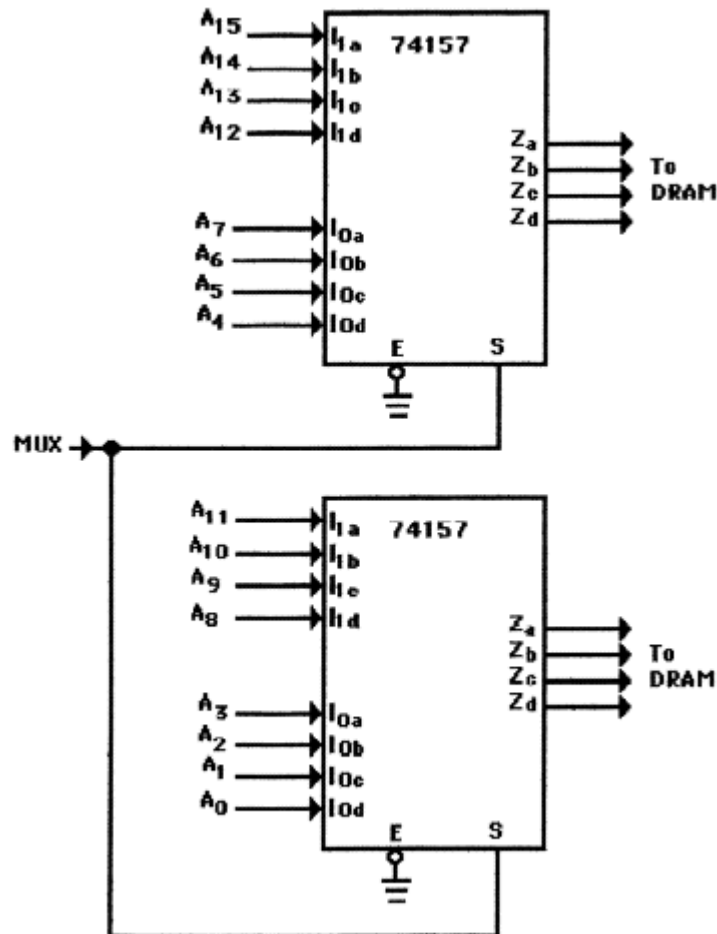 A15 I1a 74157
A14 I1b
A13 I1c
A12 I1d
Za
Zb To
Zc DRAM
Zd
A7 I0a
A6 I0b
A5 I0c
A4 I0d
E S
MUX
A11 I1a 74157
A10 I1b
A9 I1c
A8 I1d
Za
Zb To
Zc DRAM
Zd
A3 I0a
A2 I0b
A1 I0c
A0 I0d
E S